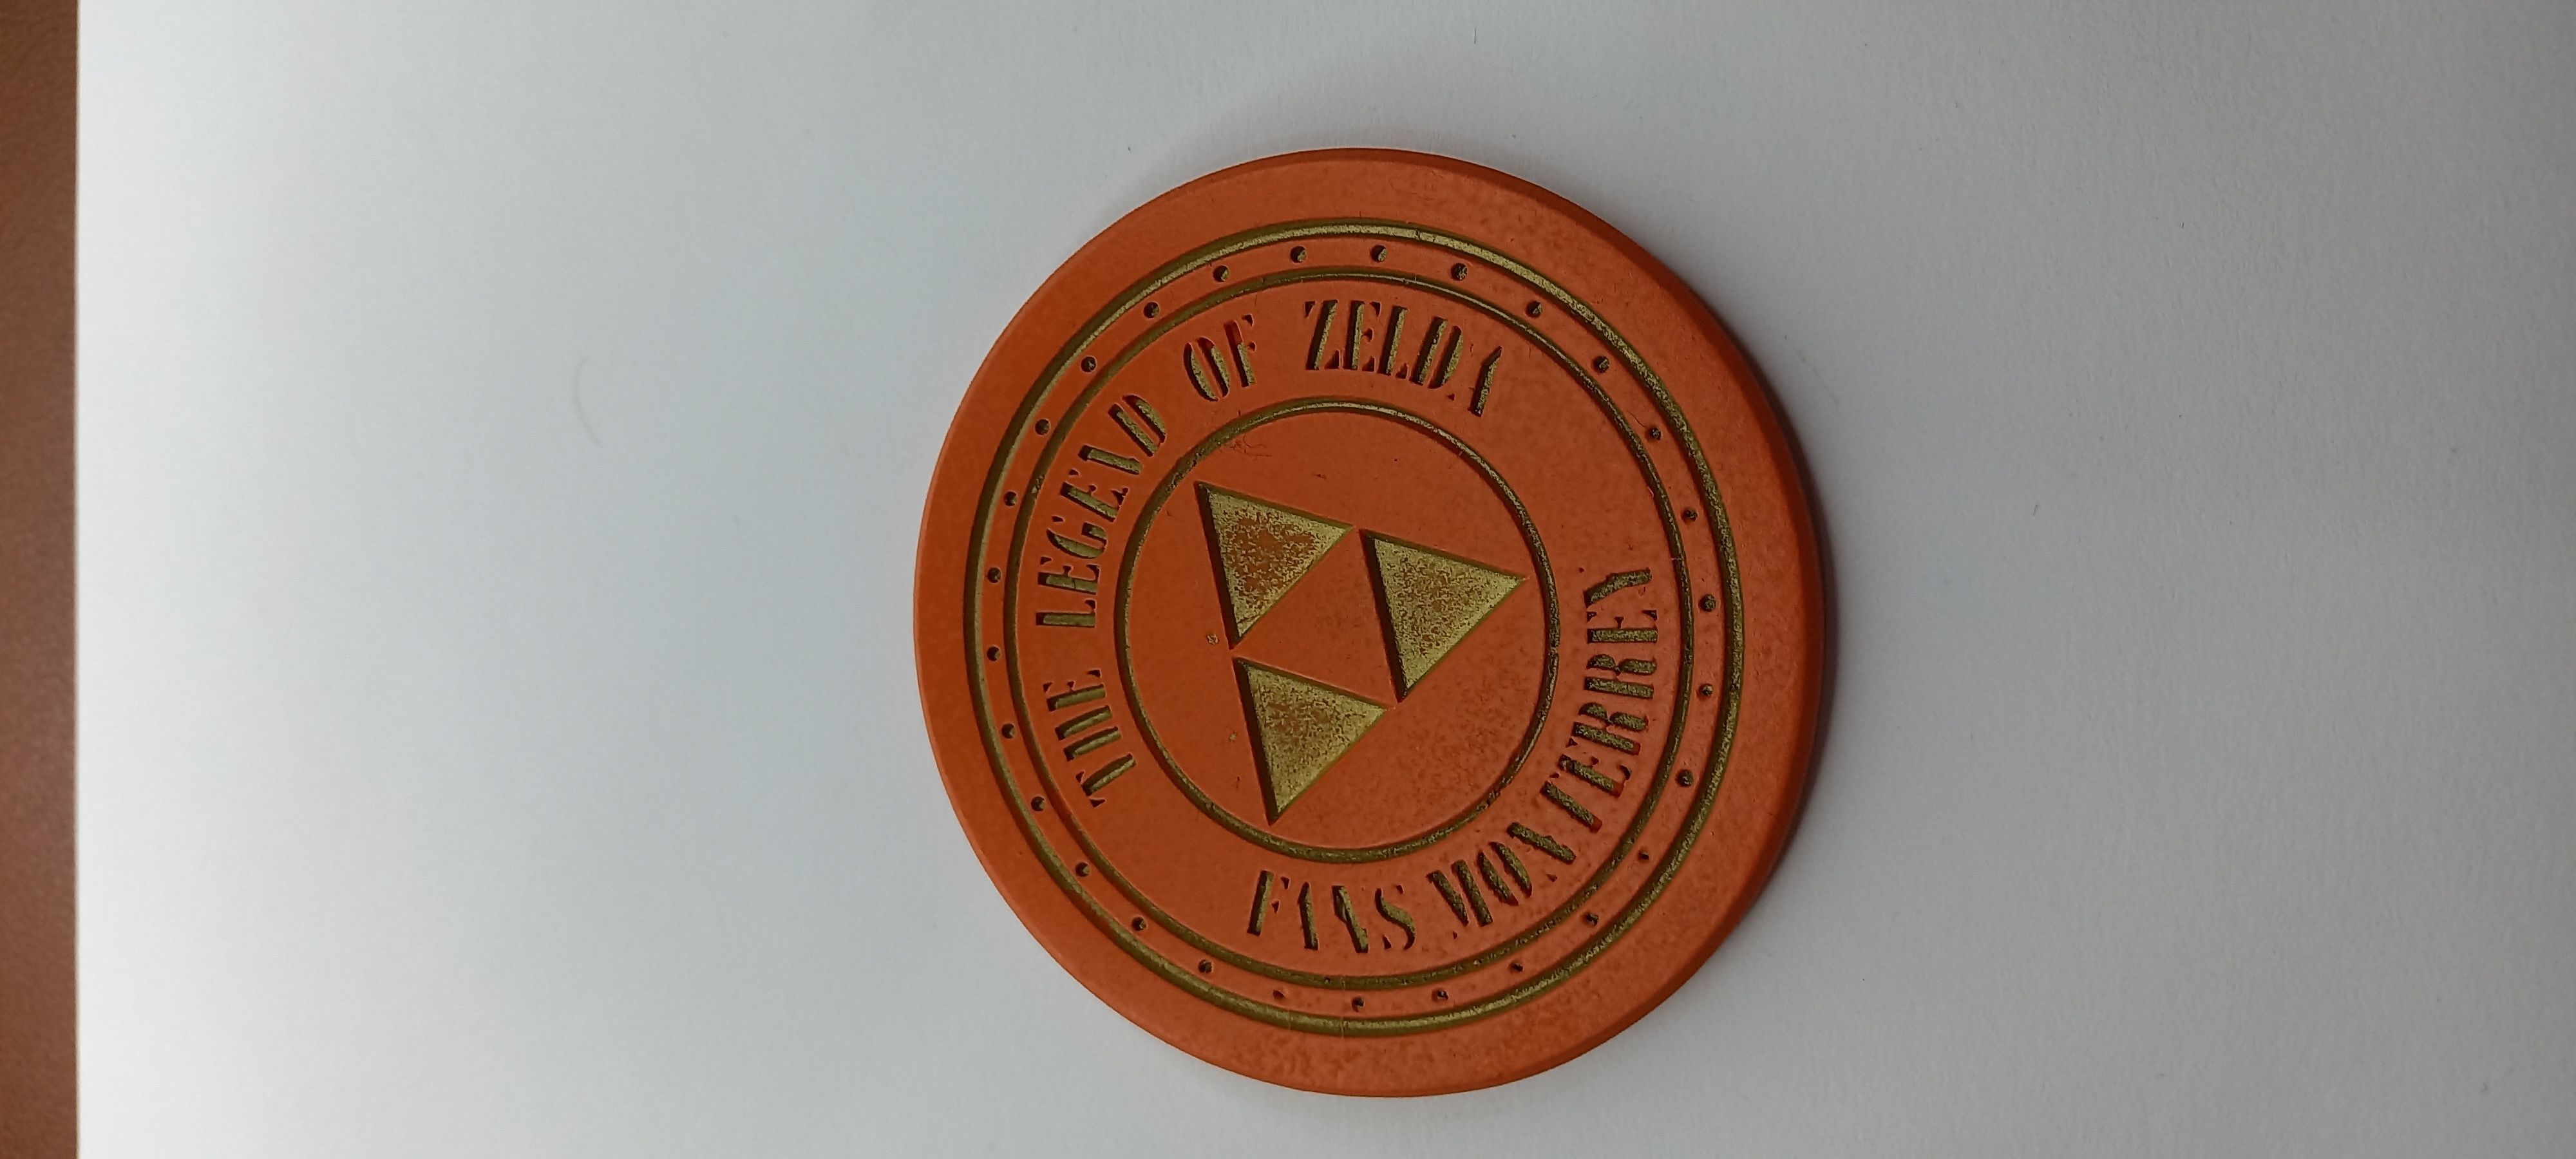 THE LEGEND OF ZELDA
FANS MONTERREY